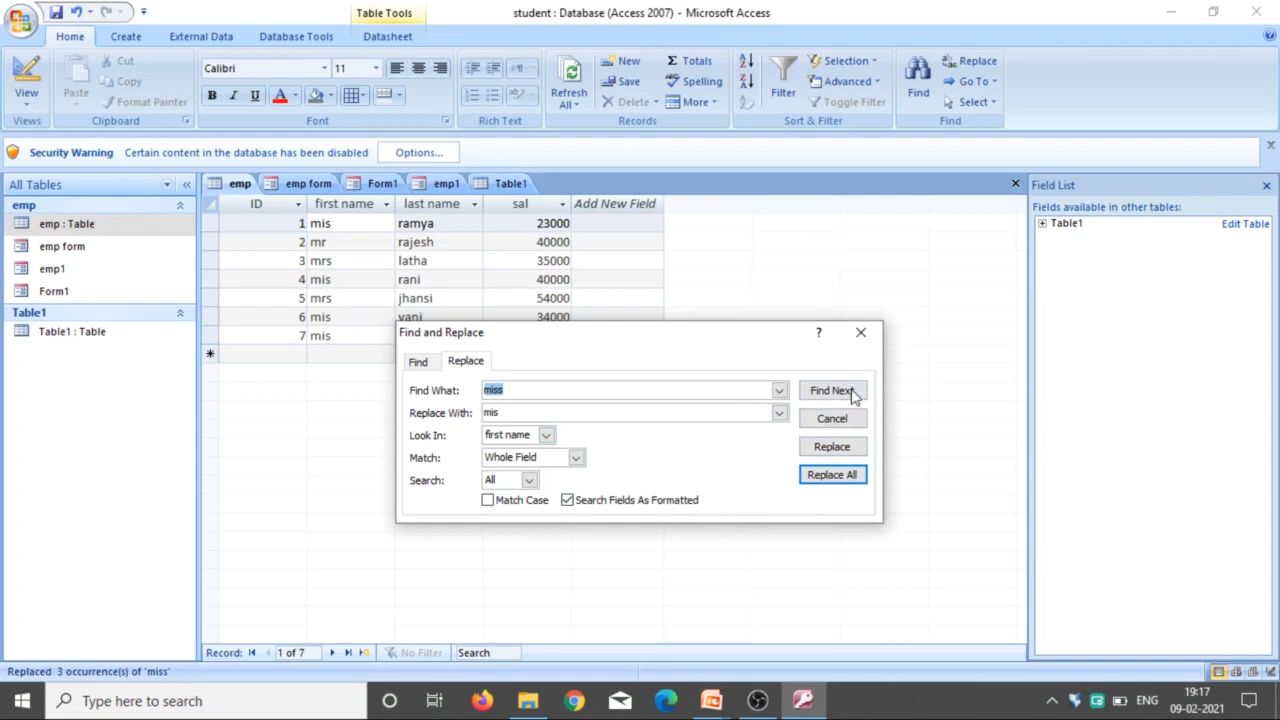 student : Database (Access 2007) - Microsoft Access
Table Tools
Home Create External Data Database Tools Datasheet
View
Views
Paste
Cut
Copy
Format Painter
Clipboard
Calibri 11
B I U A
Font
Rich Text
Refresh All
New
Save
Delete
Totals
Spelling
More
Records
Filter
Selection
Advanced
Toggle Filter
Sort & Filter
Find
Replace
Go To
Select
Find
Security Warning Certain content in the database has been disabled Options...
All Tables
emp
emp : Table
emp form
emp1
Form1
Table1
Table1 : Table
emp emp form Form1 emp1 Table1
ID first name last name sal Add New Field
1 mis ramya 23000
2 mr rajesh 40000
3 mrs latha 35000
4 mis rani 40000
5 mrs jhansi 54000
6 mis vani 34000
7 mis
Find and Replace ?
Find Replace
Find What: miss Find Next
Replace With: mis Cancel
Look In: first name Replace
Match: Whole Field
Search: All Replace All
Match Case Search Fields As Formatted
Record: 1 of 7 No Filter Search
Field List
Fields available in other tables:
Table1 Edit Table
Replaced 3 occurrence(s) of 'miss'
Type here to search
ENG
19:17
09-02-2021